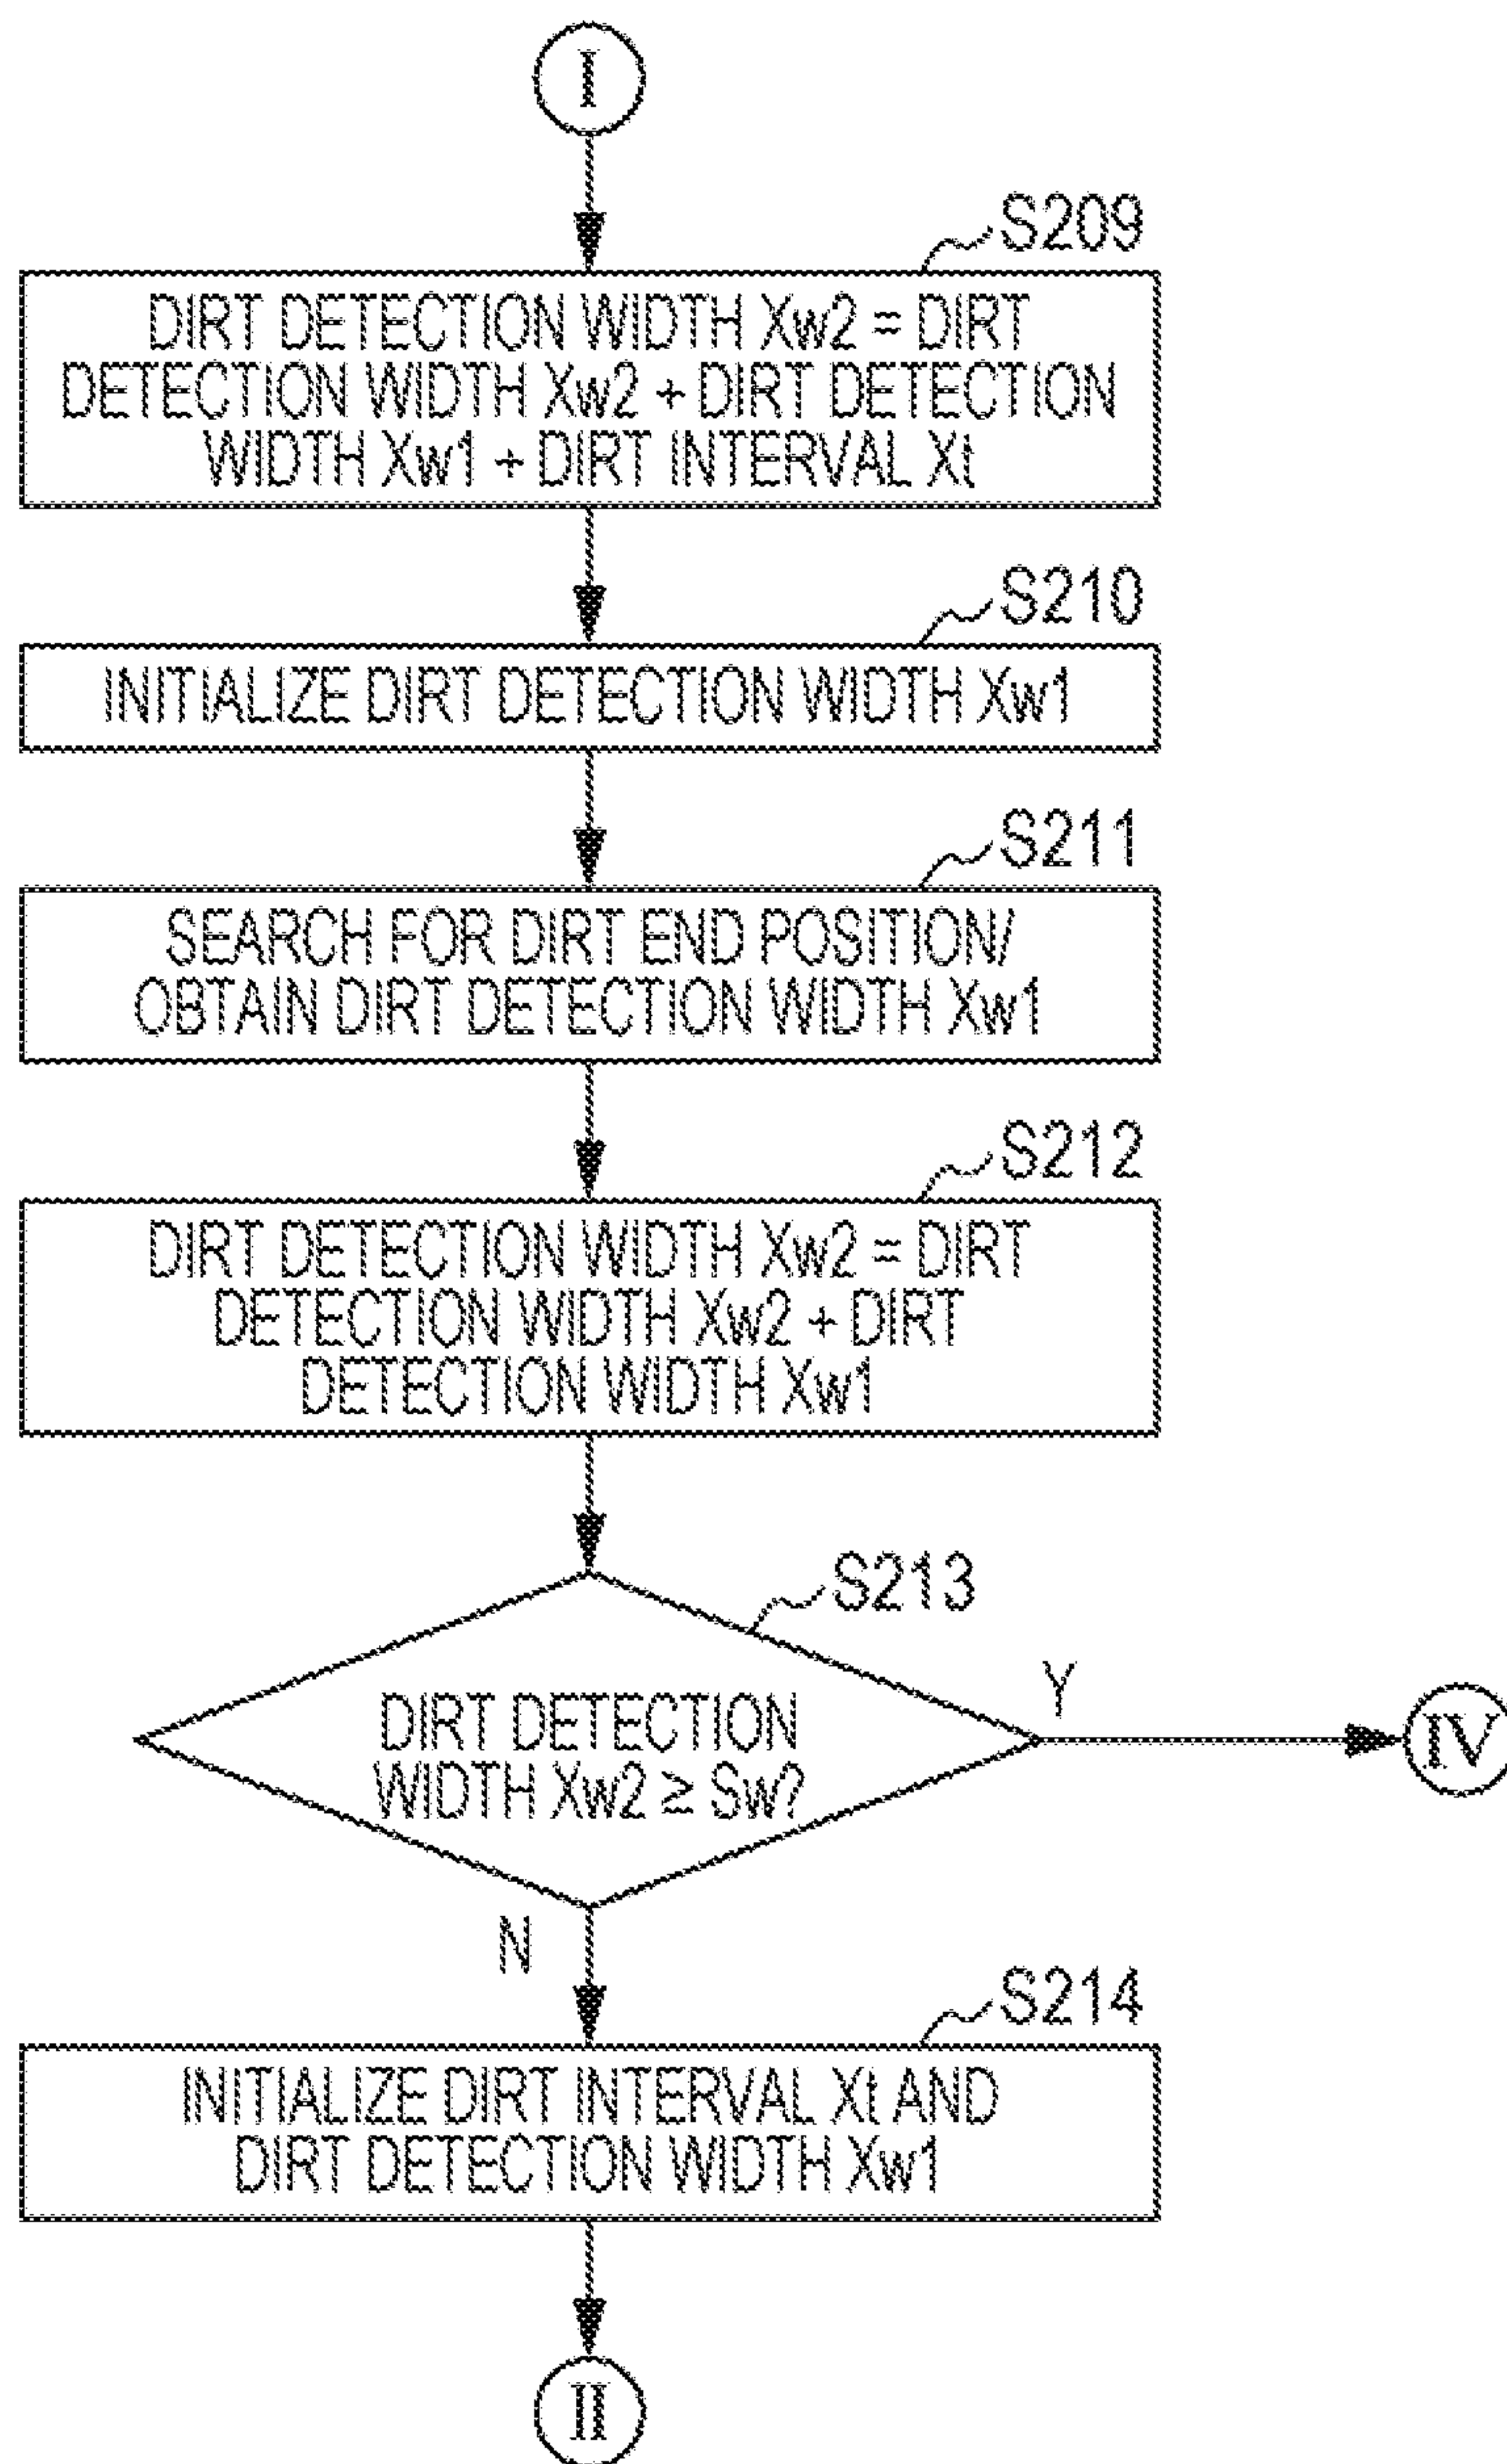 I
S209
DIRT DETECTION WIDTH Xw2 = DIRT
DETECTION WIDTH Xw2 + DIRT DETECTION
WIDTH Xw1 + DIRT INTERVAL Xt
S210
INITIALIZE DIRT DETECTION WIDTH Xw1
S211
SEARCH FOR DIRT END POSITION/
OBTAIN DIRT DETECTION WIDTH Xw1
S212
DIRT DETECTION WIDTH Xw2 = DIRT
DETECTION WIDTH Xw2 + DIRT
DETECTION WIDTH Xw1
S213
DIRT DETECTION
WIDTH Xw2 ≥ Sw?
Y
IV
N
S214
INITIALIZE DIRT INTERVAL Xt AND
DIRT DETECTION WIDTH Xw1
II